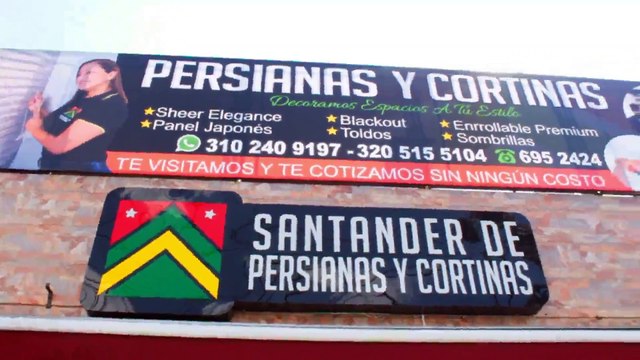 PERSIANAS Y CORTINAS
Decoramos Espacios A Tu Estilo
Sheer Elegance
Blackout
Enrrollable Premium
Panel Japonés
Toldos
Sombrillas
310 240 9197 - 320 515 5104 695 2424
TE VISITAMOS Y TE COTIZAMOS SIN NINGÚN COSTO
SANTANDER DE
PERSIANAS Y CORTINAS